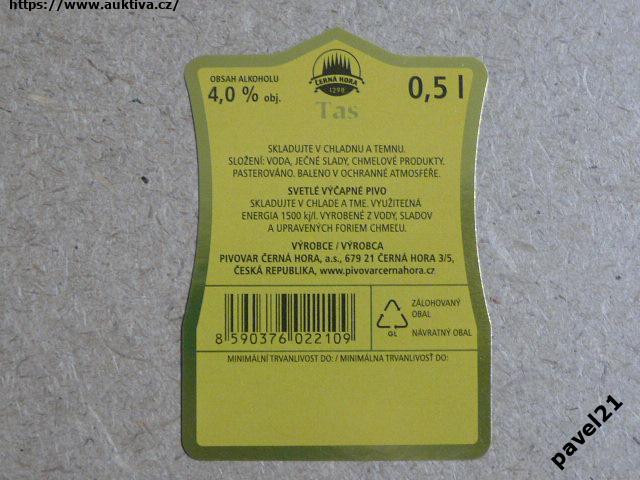 https://www.auktiva.cz/
OBSAH ALKOHOLU
4,0 % obj.
ČERNÁ HORA
1298
0,5 l
Tas
SKLADUJTE V CHLADNU A TEMNU.
SLOŽENÍ: VODA, JEČNÉ SLADY, CHMELOVÉ PRODUKTY.
PASTEROVÁNO. BALENO V OCHRANNÉ ATMOSFÉŘE.
SVETLÉ VÝČAPNÉ PIVO
SKLADUJTE V CHLADE A TME. VYUŽITEĽNÁ
ENERGIA 1500 kj/l. VYROBENÉ Z VODY, SLADOV
A UPRAVENÝCH FORIEM CHMEĽU.
VÝROBCE / VÝROBCA
PIVOVAR ČERNÁ HORA, a.s., 679 21 ČERNÁ HORA 3/5,
ČESKÁ REPUBLIKA, www.pivovarcernahora.cz
8 590376 022109
GL
ZÁLOHOVANÝ
OBAL
NÁVRATNÝ OBAL
MINIMÁLNÍ TRVANLIVOST DO: / MINIMÁLNA TRVANLIVOSŤ DO:
pavel21